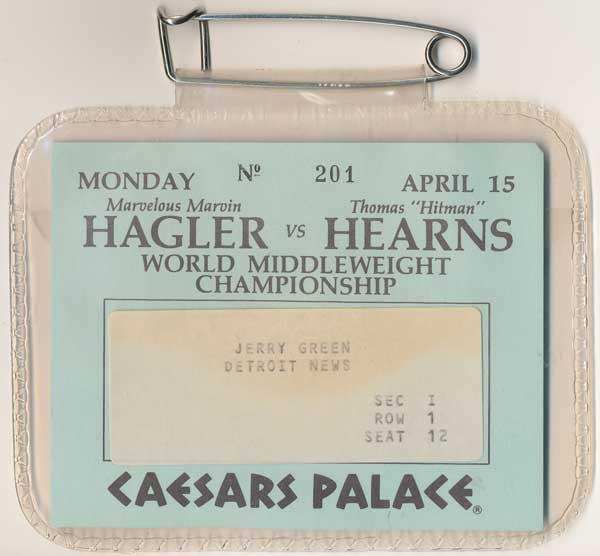 MONDAY Nº 201 APRIL 15
Marvelous Marvin Thomas "Hitman"
HAGLER vs HEARNS
WORLD MIDDLEWEIGHT
CHAMPIONSHIP
JERRY GREEN
DETROIT NEWS
SEC I
ROW 1
SEAT 12
CAESARS PALACE®